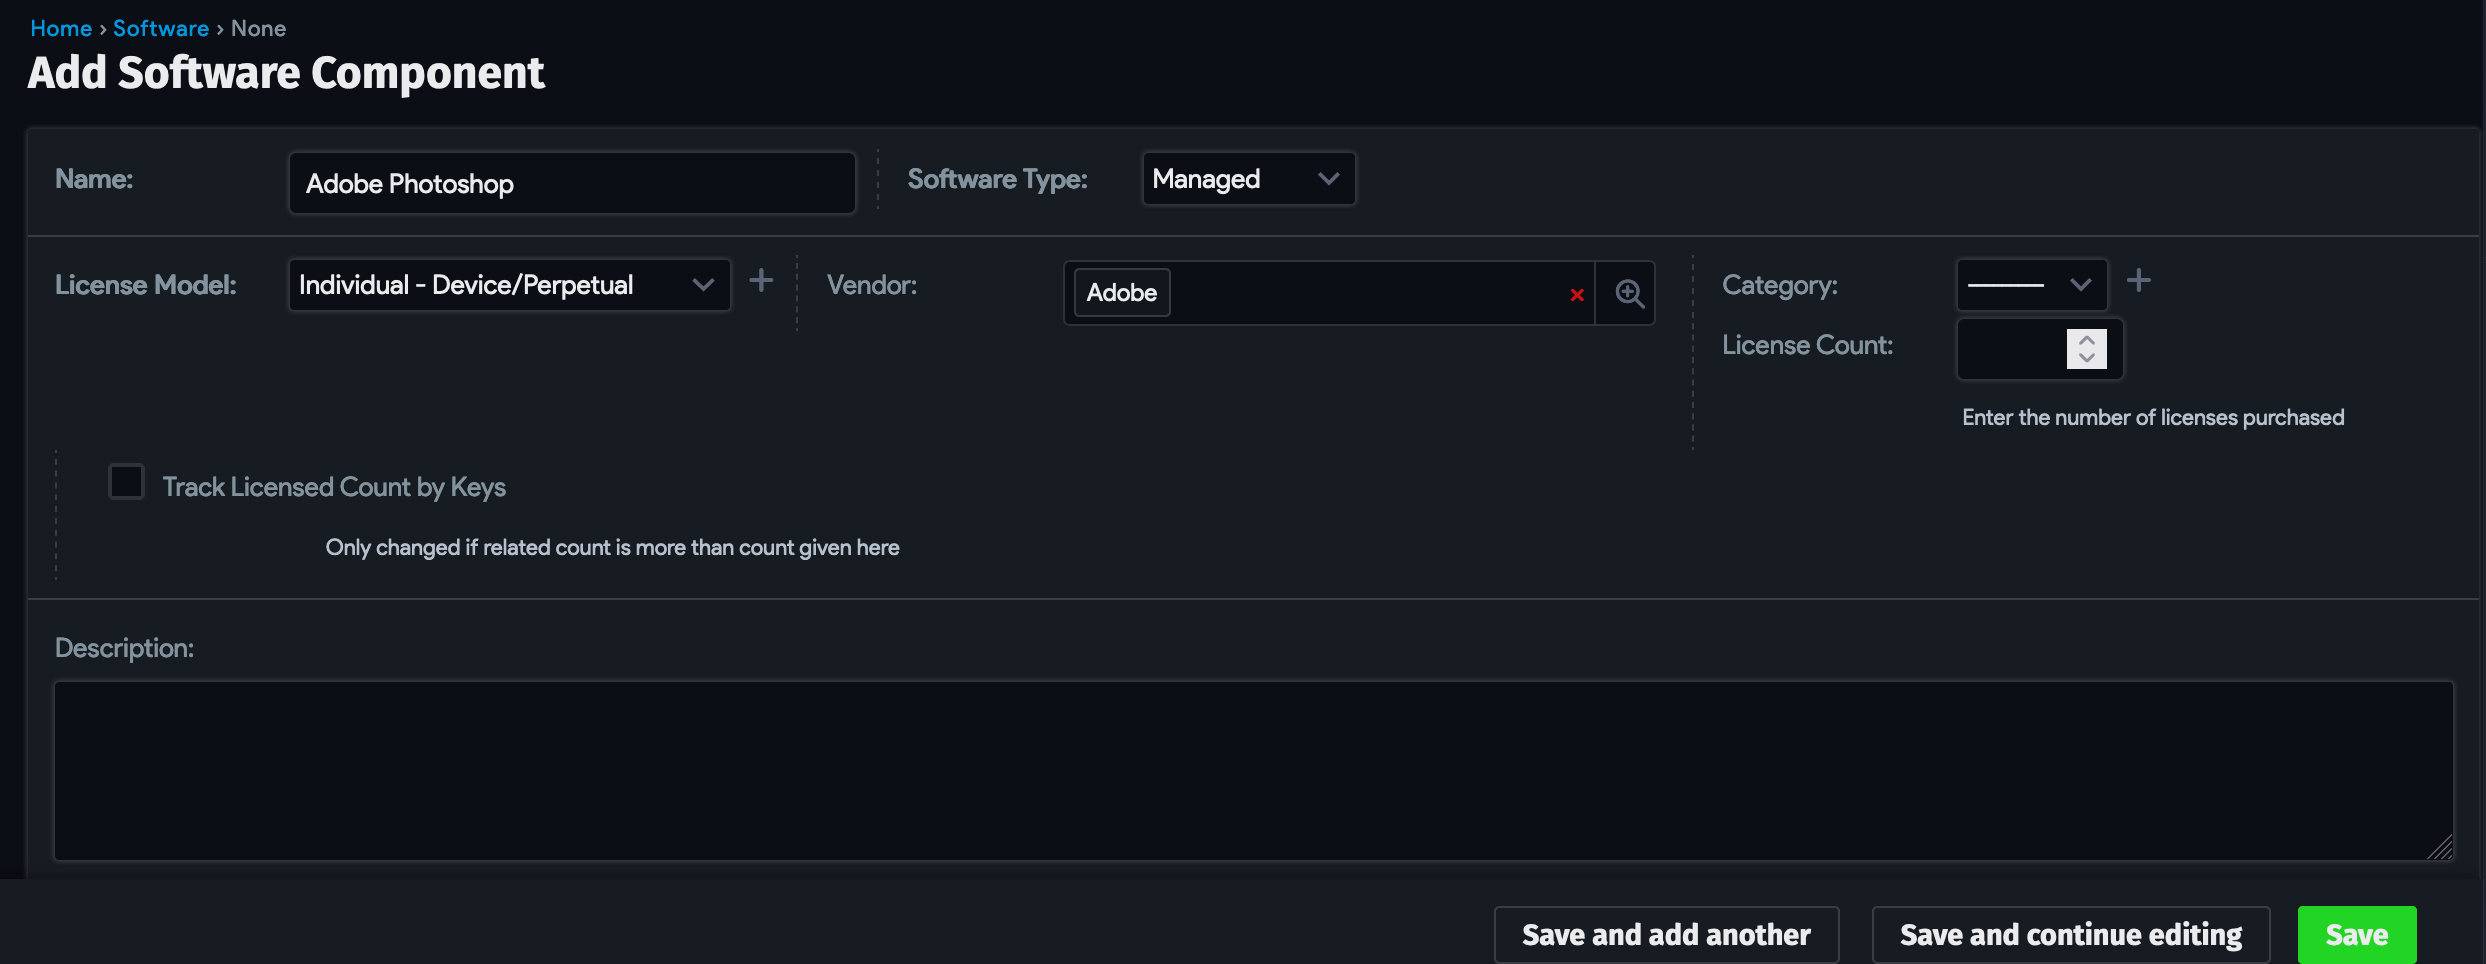 Home › Software › None
Add Software Component
Name:
Adobe Photoshop
Software Type:
Managed
License Model:
Individual - Device/Perpetual
Vendor:
Adobe
Category:
---------
License Count:
Enter the number of licenses purchased
Track Licensed Count by Keys
Only changed if related count is more than count given here
Description:
Save and add another
Save and continue editing
Save